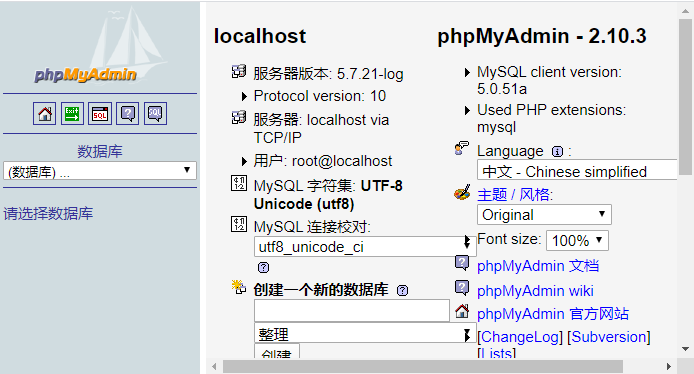 phpMyAdmin
SQL
数据库
(数据库) ...
请选择数据库
localhost
服务器版本: 5.7.21-log
Protocol version: 10
服务器: localhost via
TCP/IP
用户: root@localhost
MySQL 字符集: UTF-8
Unicode (utf8)
MySQL 连接校对:
utf8_unicode_ci
创建一个新的数据库
整理
创建
phpMyAdmin - 2.10.3
MySQL client version:
5.0.51a
Used PHP extensions:
mysql
Language :
中文 - Chinese simplified
主题 / 风格:
Original
Font size: 100%
phpMyAdmin 文档
phpMyAdmin wiki
phpMyAdmin 官方网站
[ChangeLog] [Subversion]
[Lists]